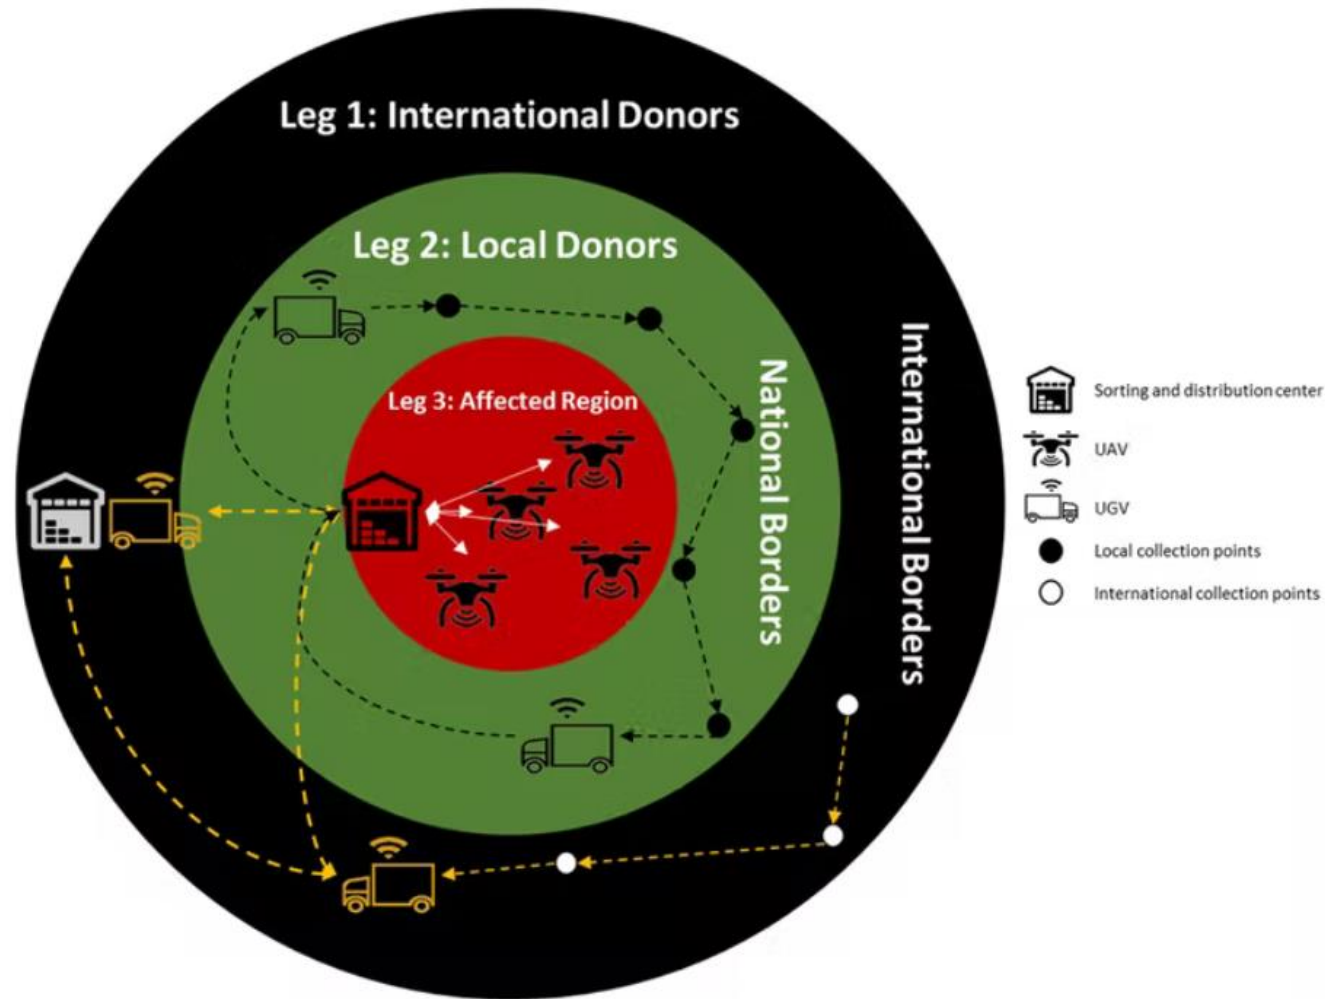 Leg 1: International Donors
Leg 2: Local Donors
Leg 3: Affected Region
National Borders
International Borders
Sorting and distribution center
UAV
UGV
Local collection points
International collection points